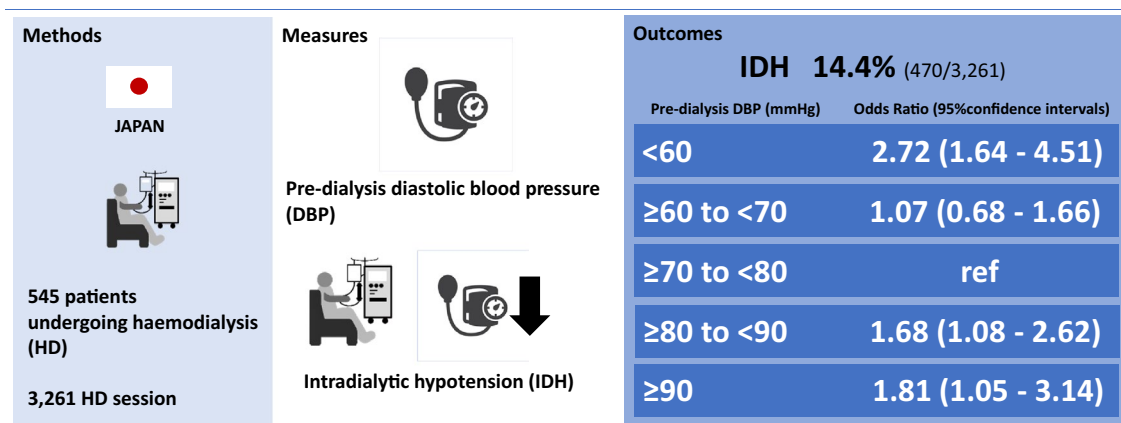 Methods
JAPAN
545 patients
undergoing haemodialysis
(HD)
3,261 HD session
Measures
Pre-dialysis diastolic blood pressure
(DBP)
Intradialytic hypotension (IDH)
Outcomes
IDH 14.4% (470/3,261)
Pre-dialysis DBP (mmHg) Odds Ratio (95%confidence intervals)
<60 2.72 (1.64 - 4.51)
≥60 to <70 1.07 (0.68 - 1.66)
≥70 to <80 ref
≥80 to <90 1.68 (1.08 - 2.62)
≥90 1.81 (1.05 - 3.14)